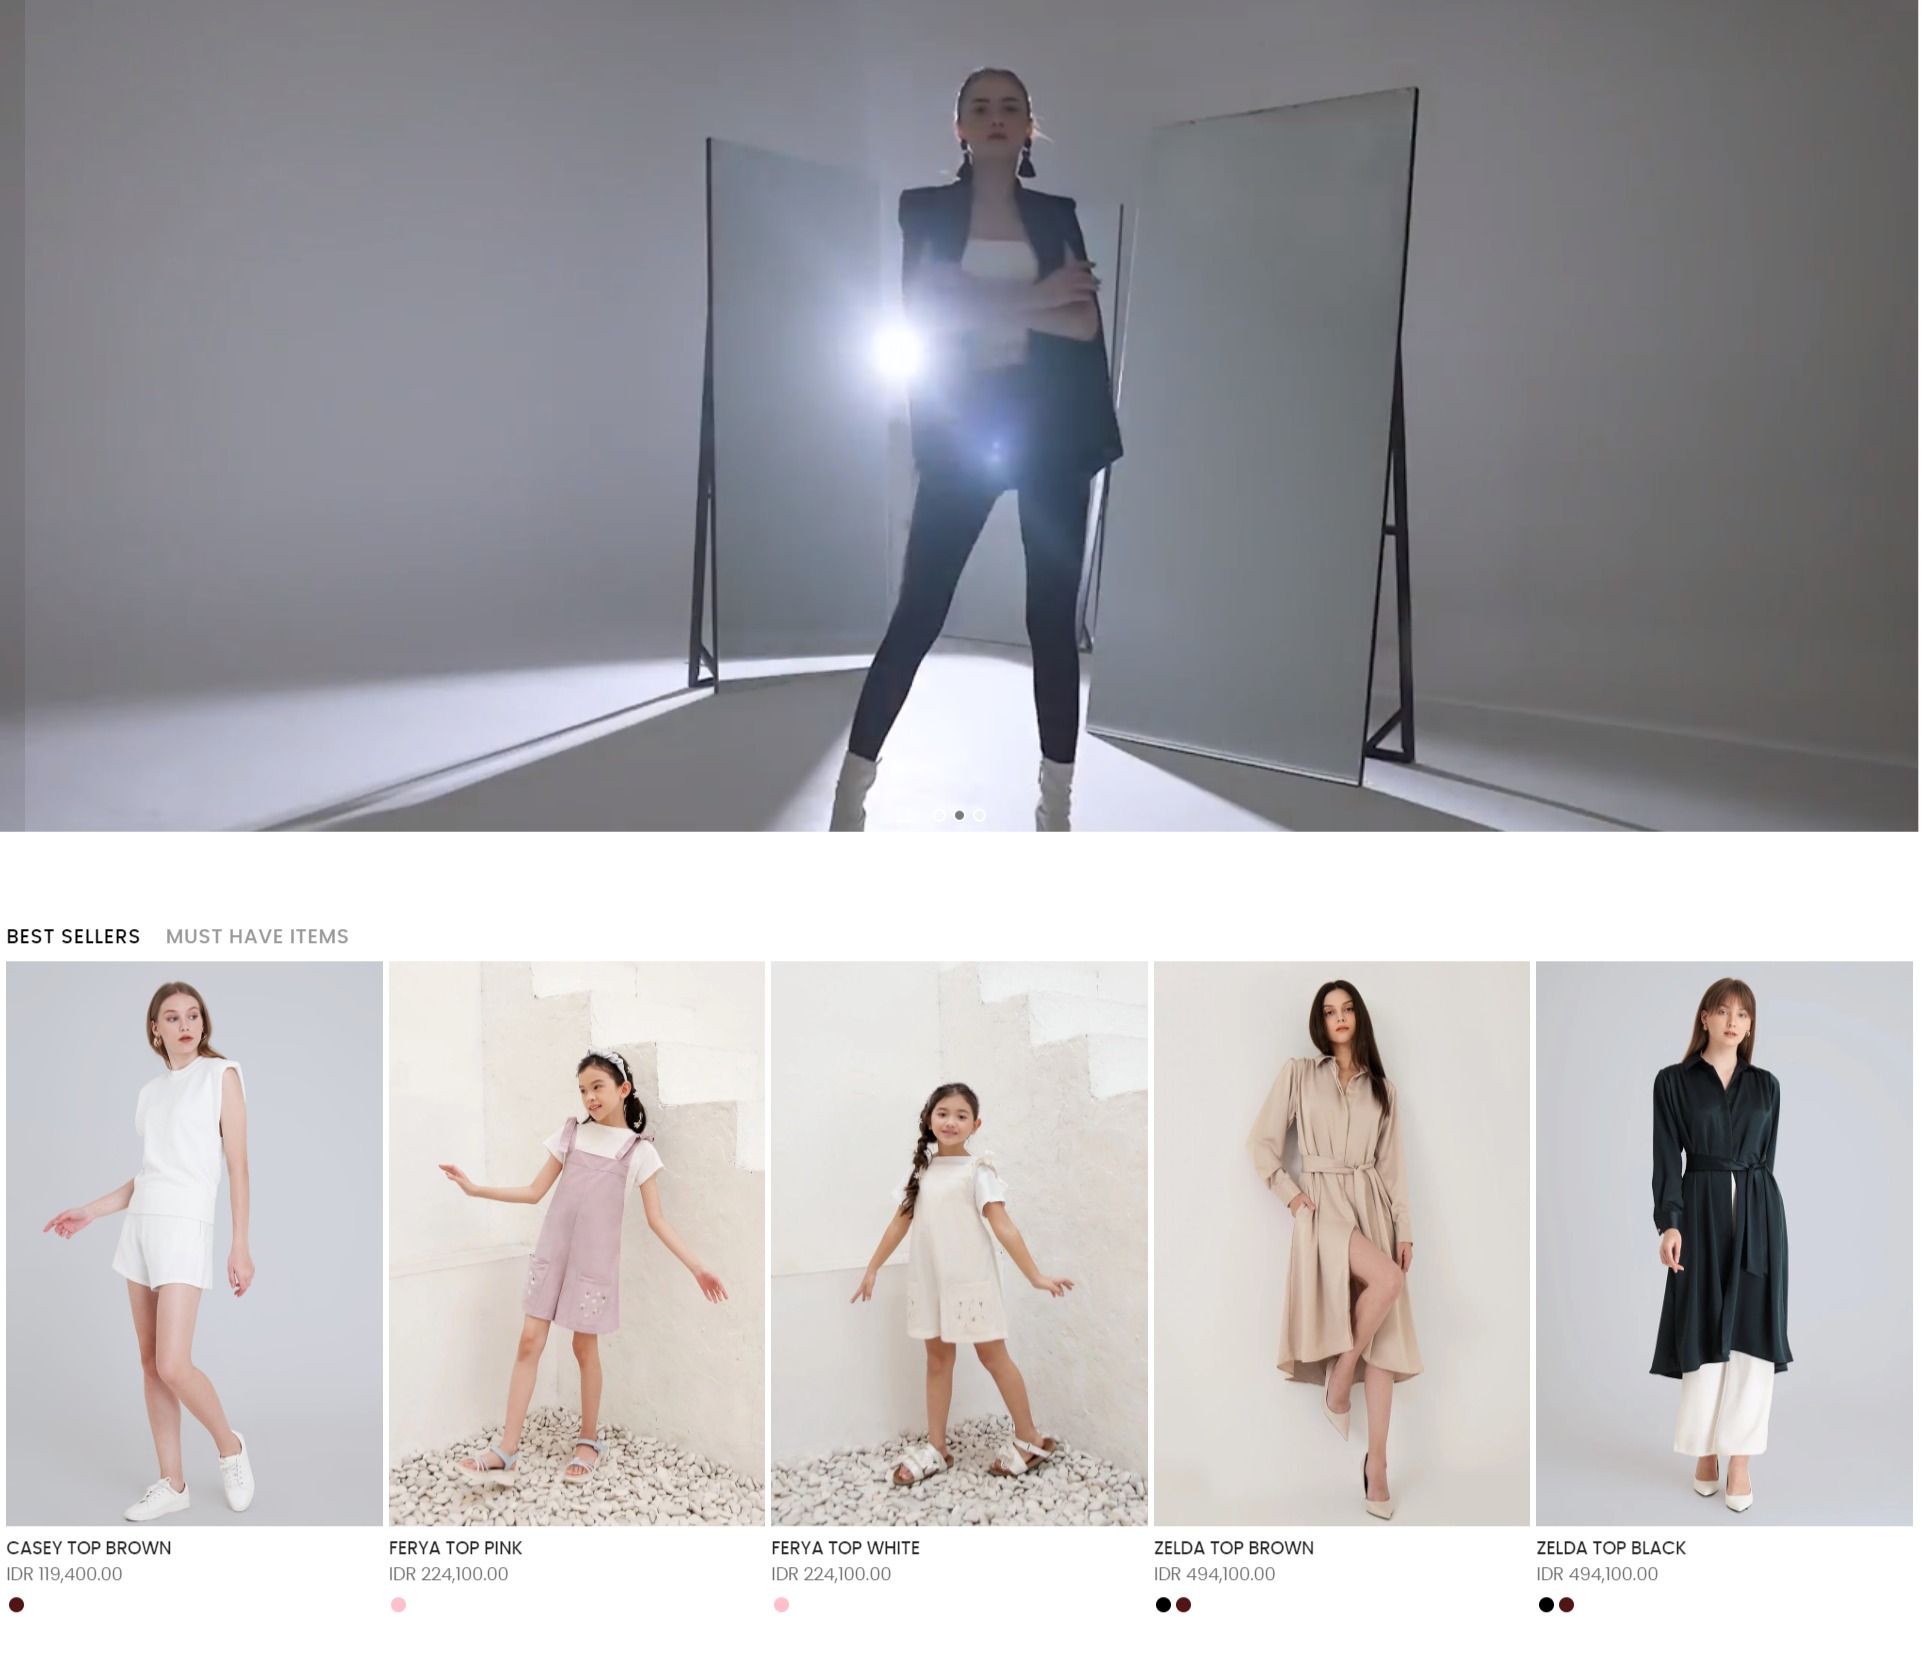 BEST SELLERS MUST HAVE ITEMS
CASEY TOP BROWN
IDR 119,400.00
FERYA TOP PINK
IDR 224,100.00
FERYA TOP WHITE
IDR 224,100.00
ZELDA TOP BROWN
IDR 494,100.00
ZELDA TOP BLACK
IDR 494,100.00